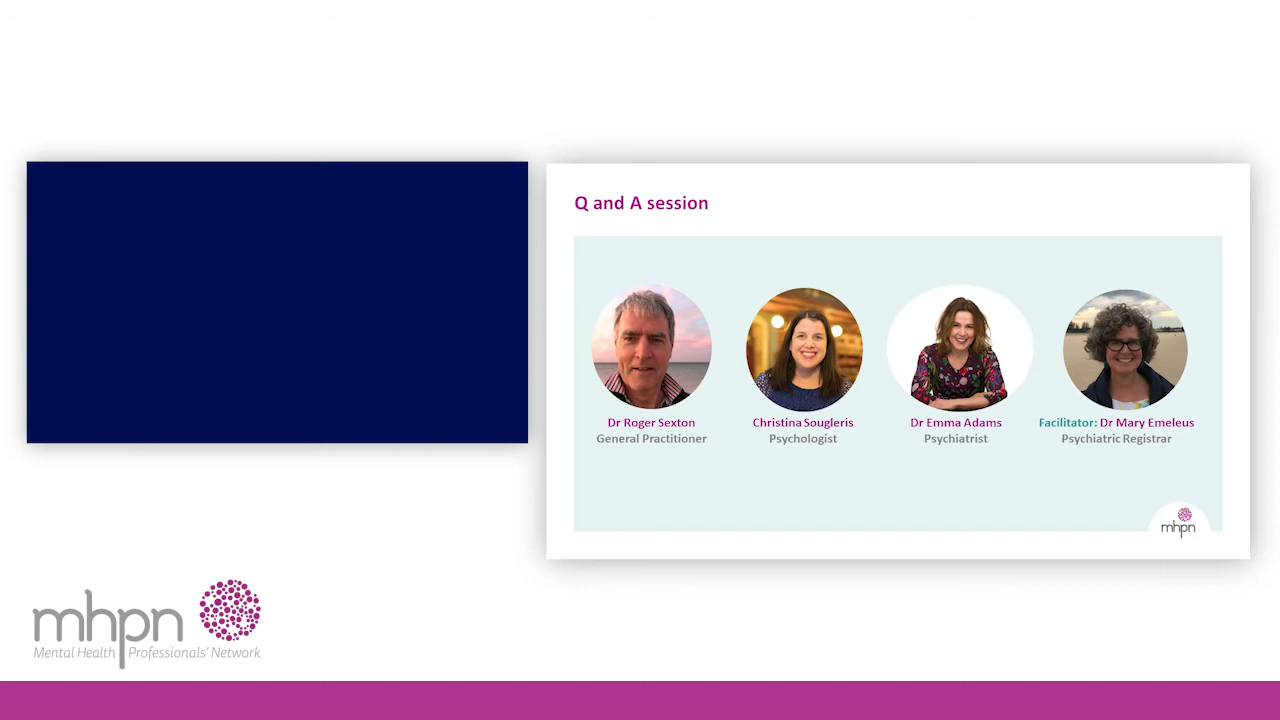 Q and A session
Dr Roger Sexton
General Practitioner
Christina Sougleris
Psychologist
Dr Emma Adams
Psychiatrist
Facilitator: Dr Mary Emeleus
Psychiatric Registrar
mhpn
mhpn
Mental Health Professionals' Network